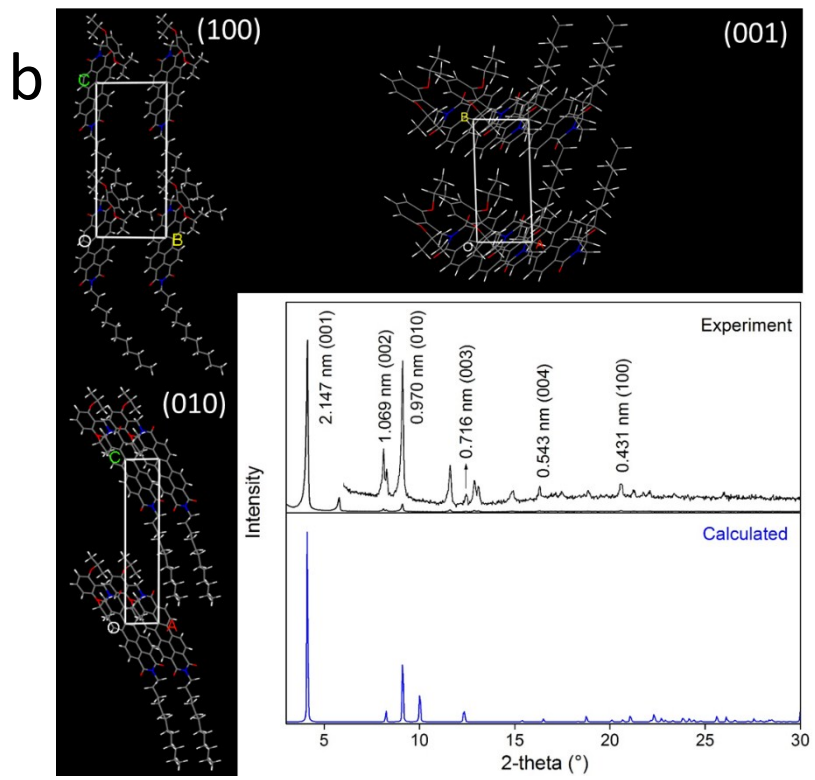 b
(100)
C
O
B
(001)
B
O
A
(010)
C
O
A
Experiment
2.147 nm (001)
1.069 nm (002)
0.970 nm (010)
0.716 nm (003)
0.543 nm (004)
0.431 nm (100)
Intensity
Calculated
5
10
15
20
25
30
2-theta (°)